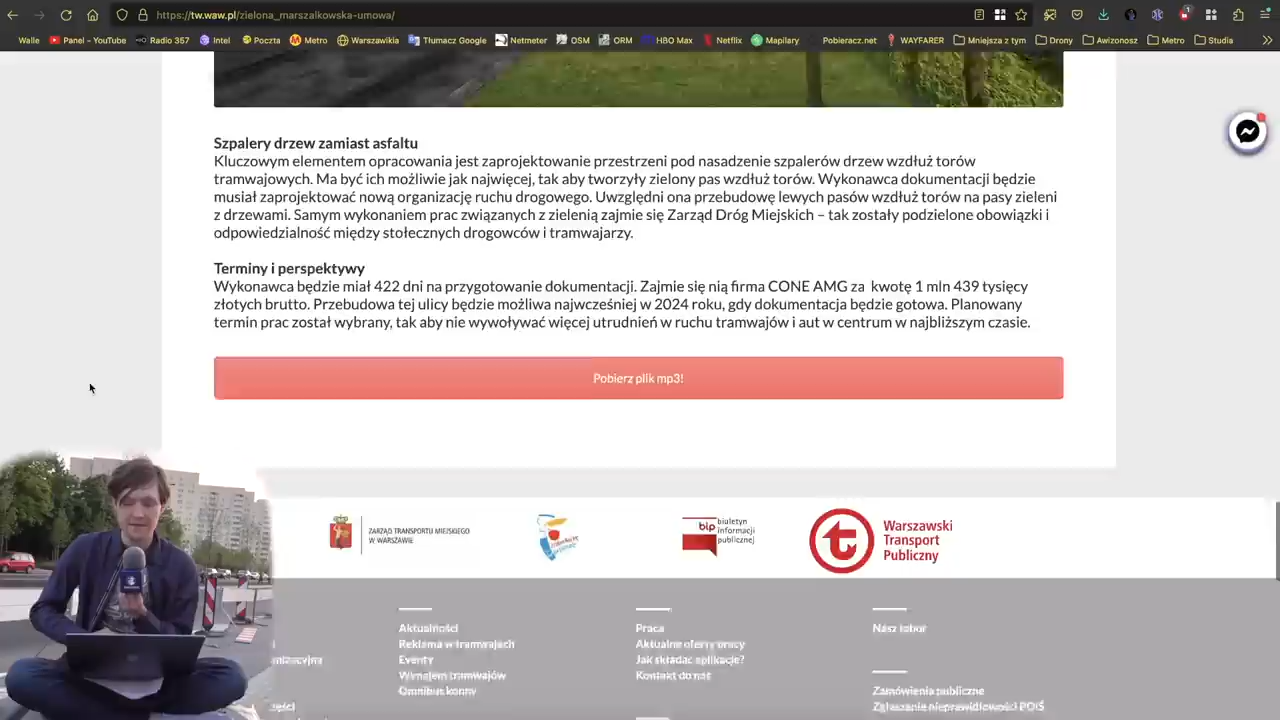 https://tw.waw.pl/zielona_marszalkowska-umowa/
Walle Panel - YouTube Radio 357 Intel Poczta Metro Warszawikia Tłumacz Google Netmeter OSM ORM HBO Max Netflix Mapilary Pobieracz.net WAYFARER Mniejsza z tym Drony Awizonosz Metro Studia
Szpalery drzew zamiast asfaltu
Kluczowym elementem opracowania jest zaprojektowanie przestrzeni pod nasadzenie szpalerów drzew wzdłuż torów
tramwajowych. Ma być ich możliwie jak najwięcej, tak aby tworzyły zielony pas wzdłuż torów. Wykonawca dokumentacji będzie
musiał zaprojektować nową organizację ruchu drogowego. Uwzględni ona przebudowę lewych pasów wzdłuż torów na pasy zieleni
z drzewami. Samym wykonaniem prac związanych z zielenią zajmie się Zarząd Dróg Miejskich – tak zostały podzielone obowiązki i
odpowiedzialność między stołecznych drogowców i tramwajarzy.
Terminy i perspektywy
Wykonawca będzie miał 422 dni na przygotowanie dokumentacji. Zajmie się nią firma CONE AMG za kwotę 1 mln 439 tysięcy
złotych brutto. Przebudowa tej ulicy będzie możliwa najwcześniej w 2024 roku, gdy dokumentacja będzie gotowa. Planowany
termin prac został wybrany, tak aby nie wywoływać więcej utrudnień w ruchu tramwajów i aut w centrum w najbliższym czasie.
Pobierz plik mp3!
ZARZĄD TRANSPORTU MIEJSKIEGO
W WARSZAWIE
bip biuletyn
informacji
publicznej
Warszawski
Transport
Publiczny
Aktualności
Reklama w tramwajach
Eventy
Wynajem tramwajów
Omnibus konny
Praca
Aktualne oferty pracy
Jak składać aplikacje?
Kontakt do nas
Nasz tabor
Zamówienia publiczne
Zgłaszanie nieprawidłowości POIŚ